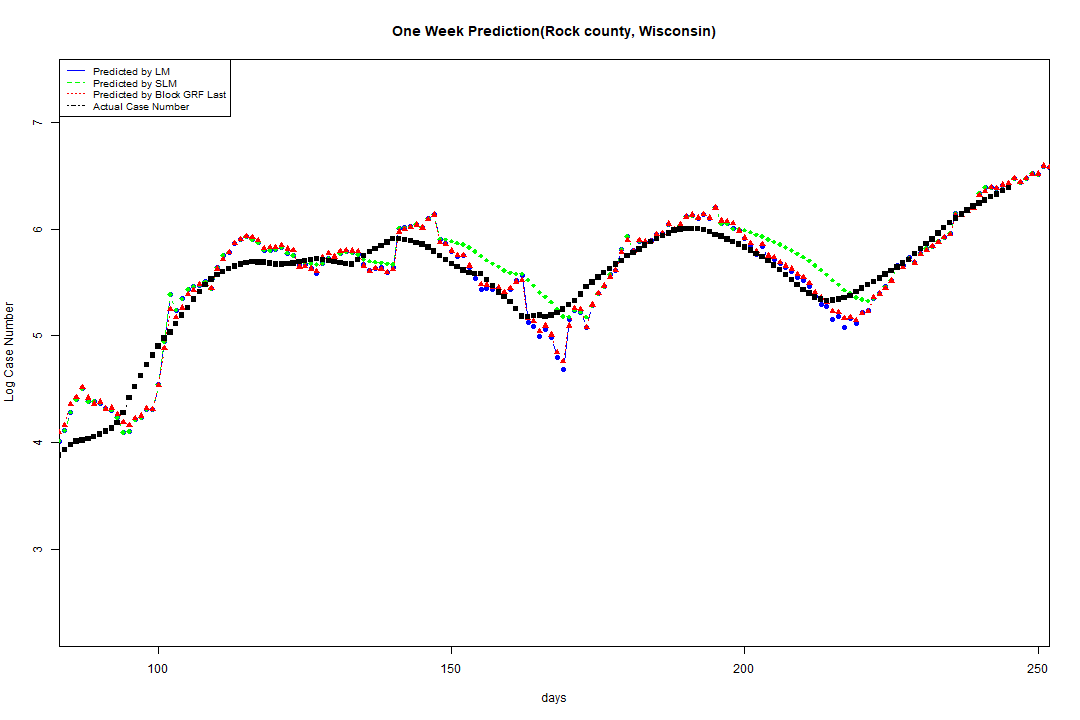 One Week Prediction(Rock county, Wisconsin)
Predicted by LM
Predicted by SLM
Predicted by Block GRF Last
Actual Case Number
7
6
5
4
3
Log Case Number
100
150
200
250
days